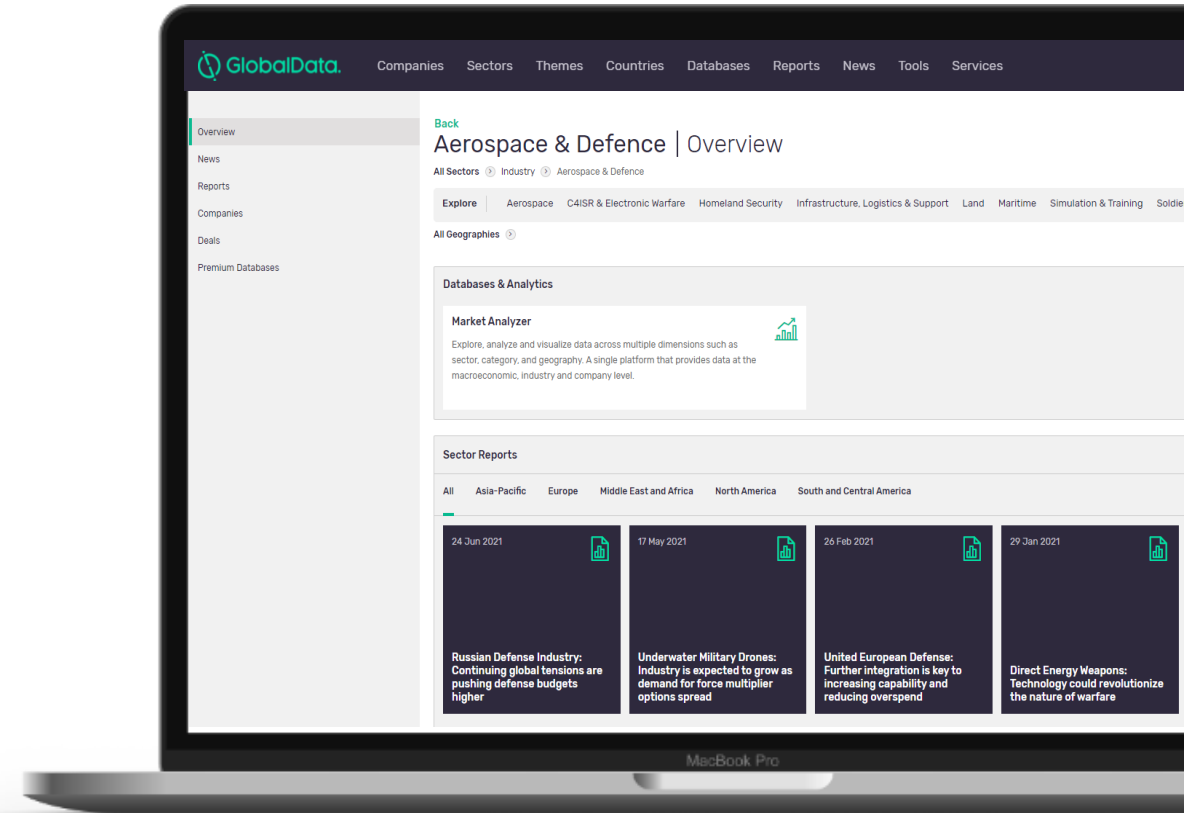 GlobalData.
Companies Sectors Themes Countries Databases Reports News Tools Services
Overview
News
Reports
Companies
Deals
Premium Databases
Back
Aerospace & Defence | Overview
All Sectors Industry Aerospace & Defence
Explore Aerospace C4ISR & Electronic Warfare Homeland Security Infrastructure, Logistics & Support Land Maritime Simulation & Training Soldie
All Geographies
Databases & Analytics
Market Analyzer
Explore, analyze and visualize data across multiple dimensions such as
sector, category, and geography. A single platform that provides data at the
macroeconomic, industry and company level.
Sector Reports
All Asia-Pacific Europe Middle East and Africa North America South and Central America
24 Jun 2021
Russian Defense Industry:
Continuing global tensions are
pushing defense budgets
higher
17 May 2021
Underwater Military Drones:
Industry is expected to grow as
demand for force multiplier
options spread
26 Feb 2021
United European Defense:
Further integration is key to
increasing capability and
reducing overspend
29 Jan 2021
Direct Energy Weapons:
Technology could revolutionize
the nature of warfare
MacBook Pro